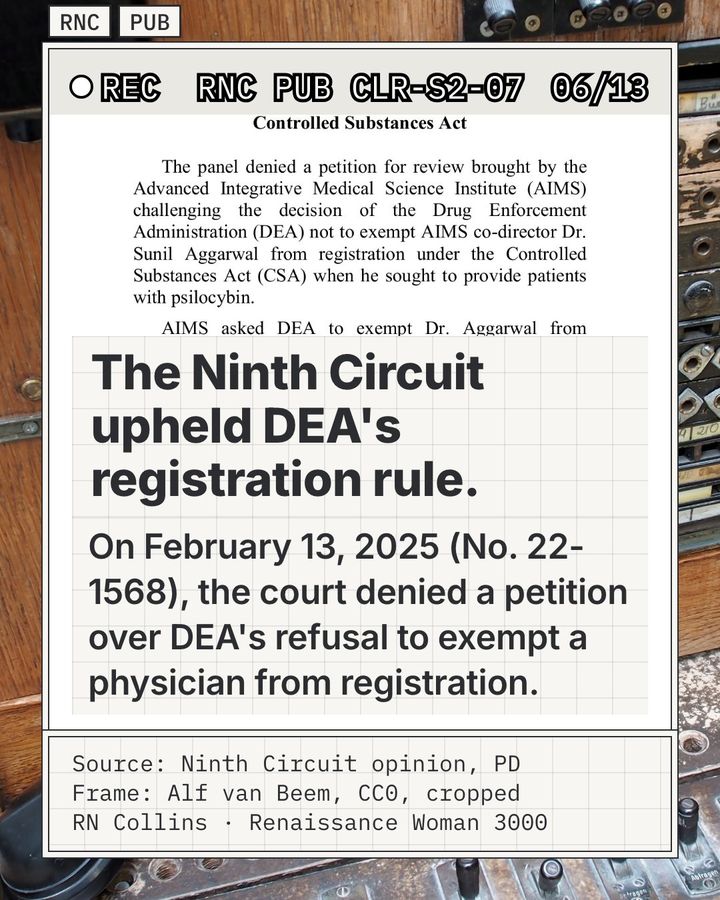 RNC PUB
REC RNC PUB CLR-S2-07 06/13
Controlled Substances Act
The panel denied a petition for review brought by the
Advanced Integrative Medical Science Institute (AIMS)
challenging the decision of the Drug Enforcement
Administration (DEA) not to exempt AIMS co-director Dr.
Sunil Aggarwal from registration under the Controlled
Substances Act (CSA) when he sought to provide patients
with psilocybin.
AIMS asked DEA to exempt Dr. Aggarwal from
The Ninth Circuit
upheld DEA's
registration rule.
On February 13, 2025 (No. 22-
1568), the court denied a petition
over DEA's refusal to exempt a
physician from registration.
Source: Ninth Circuit opinion, PD
Frame: Alf van Beem, CC0, cropped
RN Collins · Renaissance Woman 3000